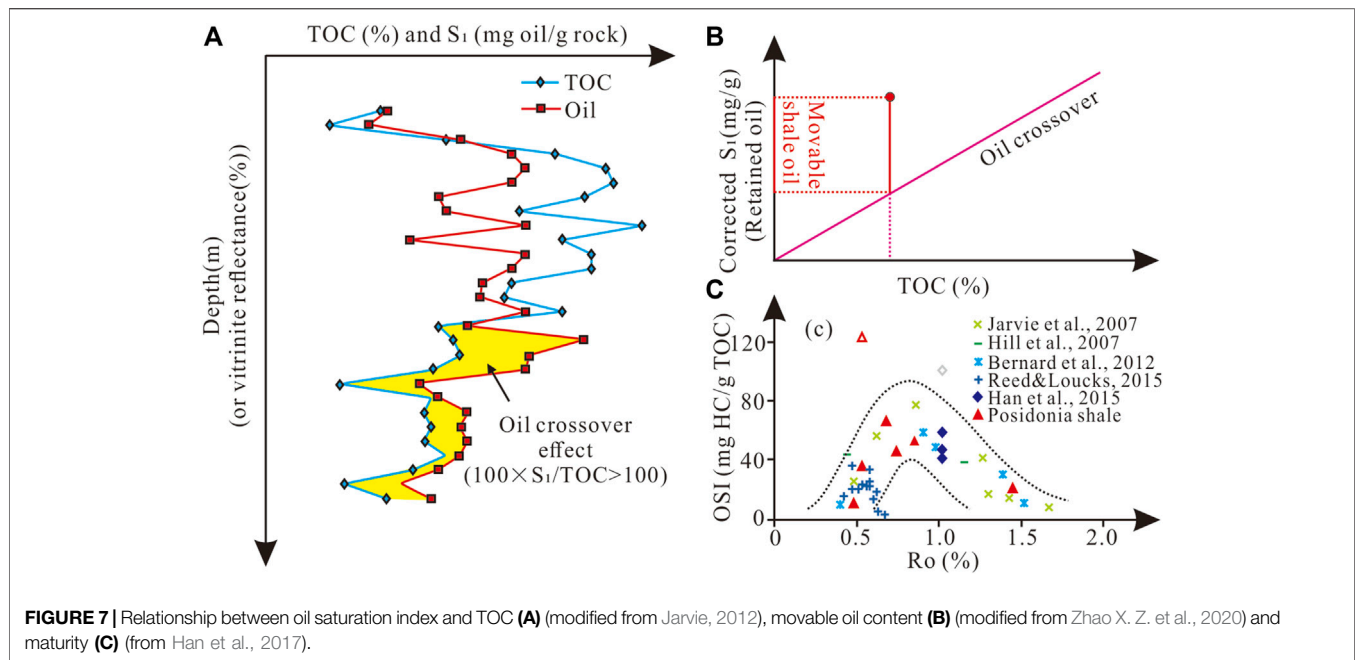 A
TOC (%) and S₁ (mg oil/g rock)
TOC
Oil
Depth(m)
(or vitrinite reflectance(%))
Oil crossover
effect
(100×S₁/TOC>100)
B
Corrected S₁(mg/g)
(Retained oil)
Movable
shale oil
Oil crossover
TOC (%)
C
(c)
OSI (mg HC/g TOC)
120
80
40
0
0.5
1.0
1.5
2.0
Ro (%)
Jarvie et al., 2007
Hill et al., 2007
Bernard et al., 2012
Reed&Loucks, 2015
Han et al., 2015
Posidonia shale
FIGURE 7 | Relationship between oil saturation index and TOC (A) (modified from Jarvie, 2012), movable oil content (B) (modified from Zhao X. Z. et al., 2020) and
maturity (C) (from Han et al., 2017).